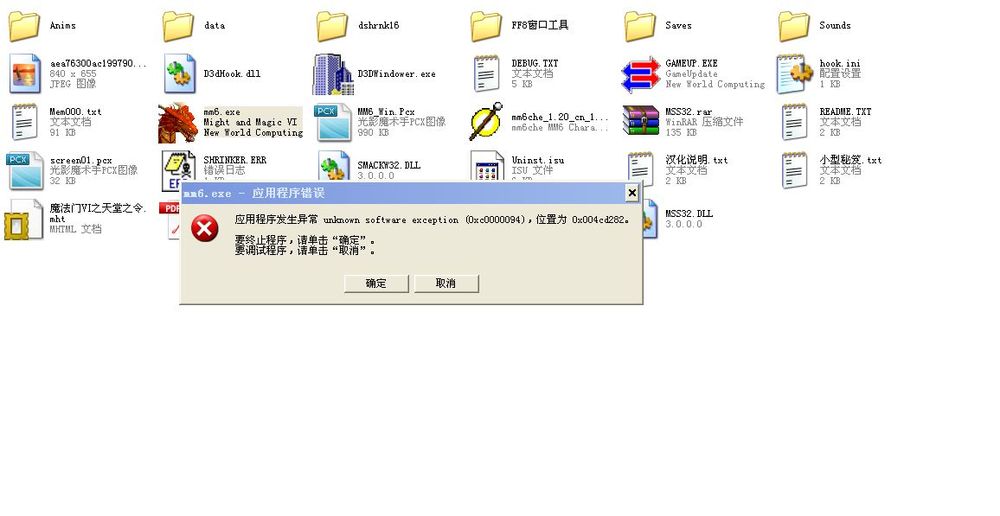 Anims
data
dshrnk16
FF8窗口工具
Saves
Sounds
aea76300ac199790...
840 x 655
JPEG 图像
D3dHook.dll
D3DWindower.exe
DEBUG.TXT
文本文档
5 KB
GAMEUP.EXE
GameUpdate
New World Computing
hook.ini
配置设置
1 KB
Mem000.txt
文本文档
91 KB
mm6.exe
Might and Magic VI
New World Computing
PCX
MM6_Win.Pcx
光影魔术手PCX图像
990 KB
mm6che_1.20_cn_1...
mm6che MM6 Chara...
MSS32.rar
WinRAR 压缩文件
135 KB
README.TXT
文本文档
2 KB
PCX
screen01.pcx
光影魔术手PCX图像
32 KB
SHRINKER.ERR
错误日志
SMACKW32.DLL
3.0.0.0
Uninst.isu
ISU 文件
汉化说明.txt
文本文档
2 KB
小型秘笈.txt
文本文档
2 KB
魔法门VI之天堂之令.
mht
MHTML 文档
PDF
MSS32.DLL
3.0.0.0
mm6.exe - 应用程序错误
应用程序发生异常 unknown software exception (0xc0000094)，位置为 0x004cd282。
要终止程序，请单击“确定”。
要调试程序，请单击“取消”。
确定
取消